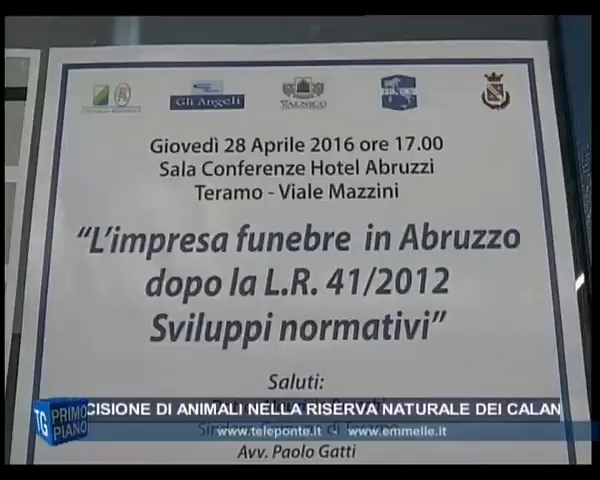 Gli Angeli
Giovedì 28 Aprile 2016 ore 17.00
Sala Conferenze Hotel Abruzzi
Teramo - Viale Mazzini
"L'impresa funebre in Abruzzo
dopo la L.R. 41/2012
Sviluppi normativi"
Saluti:
TG PRIMO PIANO
CISIONE DI ANIMALI NELLA RISERVA NATURALE DEI CALAN
www.teleponte.it - www.emmelle.it
Avv. Paolo Gatti